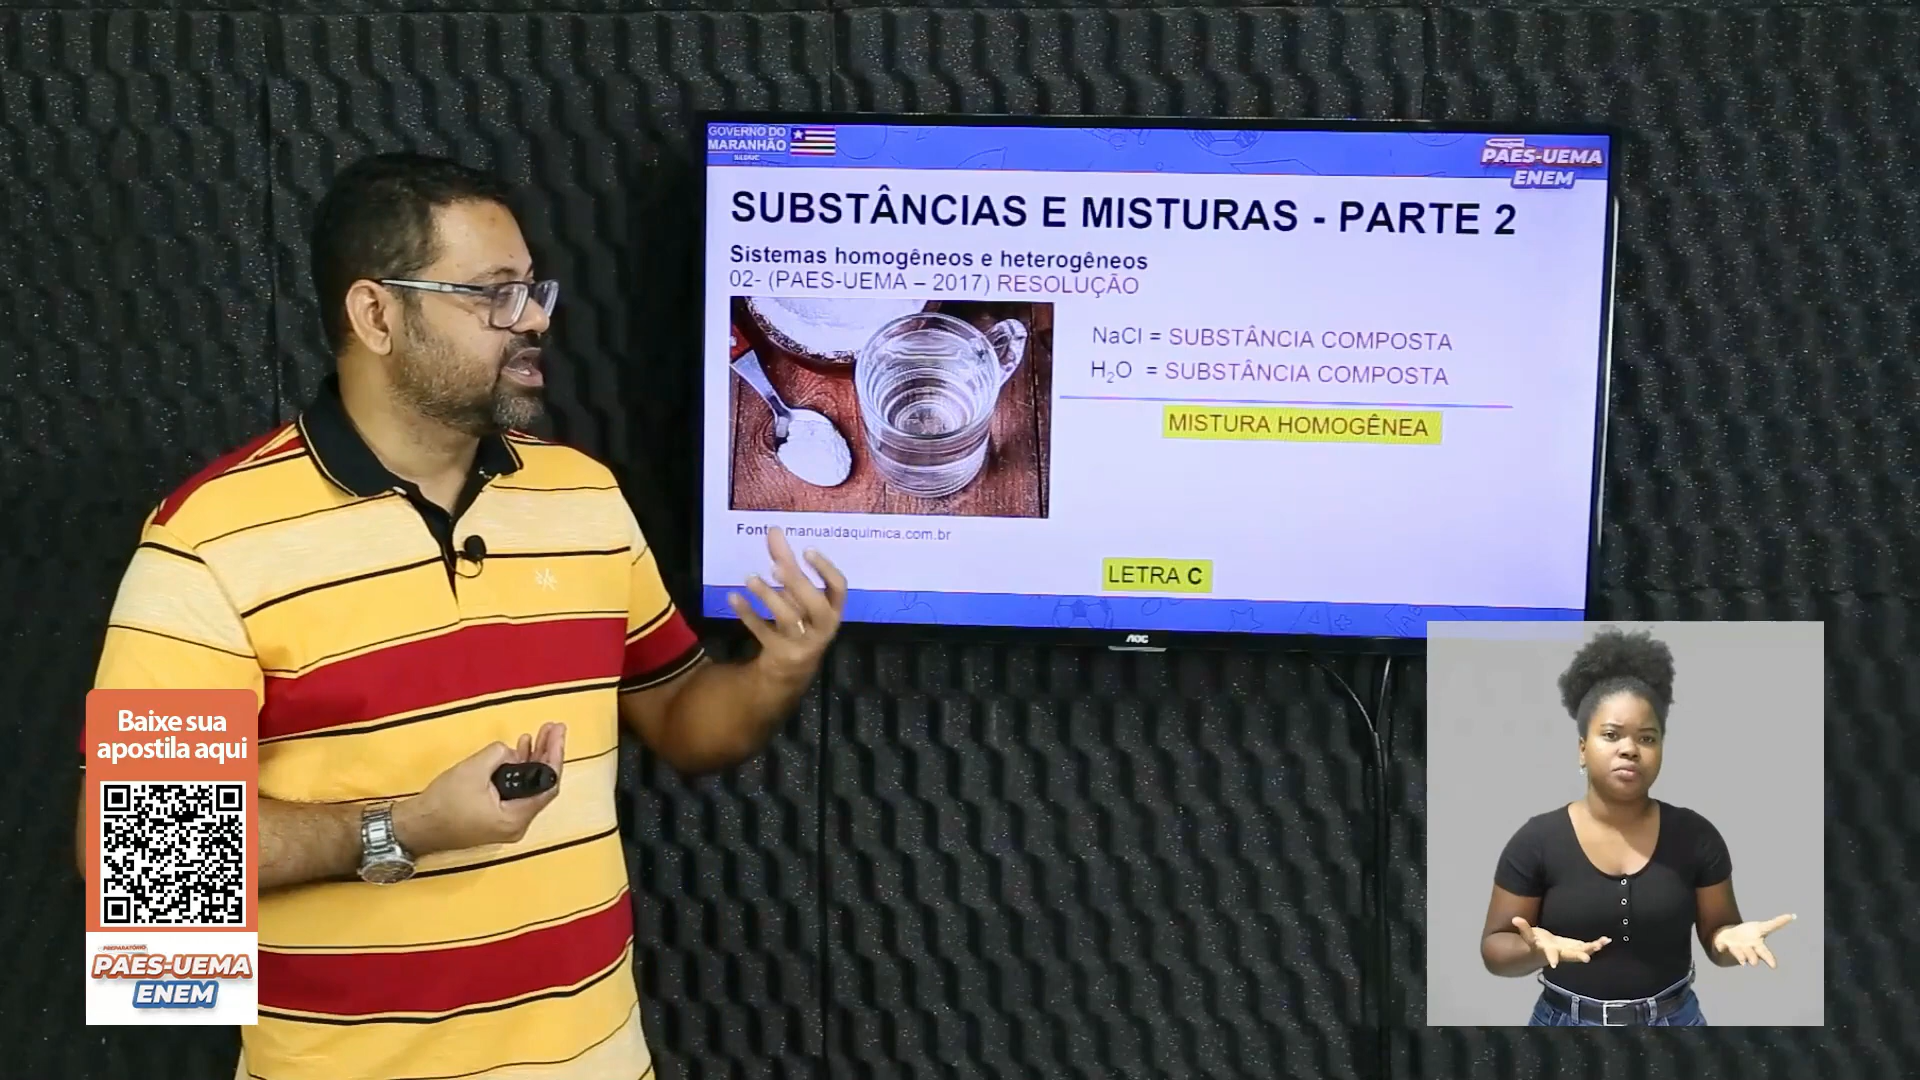 GOVERNO DO
MARANHÃO
PAES-UEMA
ENEM
SUBSTÂNCIAS E MISTURAS - PARTE 2
Sistemas homogêneos e heterogêneos
02- (PAES-UEMA – 2017) RESOLUÇÃO
NaCl = SUBSTÂNCIA COMPOSTA
H₂O = SUBSTÂNCIA COMPOSTA
MISTURA HOMOGÊNEA
manualdaquimica.com.br
LETRA C
AOC
Baixe sua
apostila aqui
PREPARATÓRIO
PAES-UEMA
ENEM